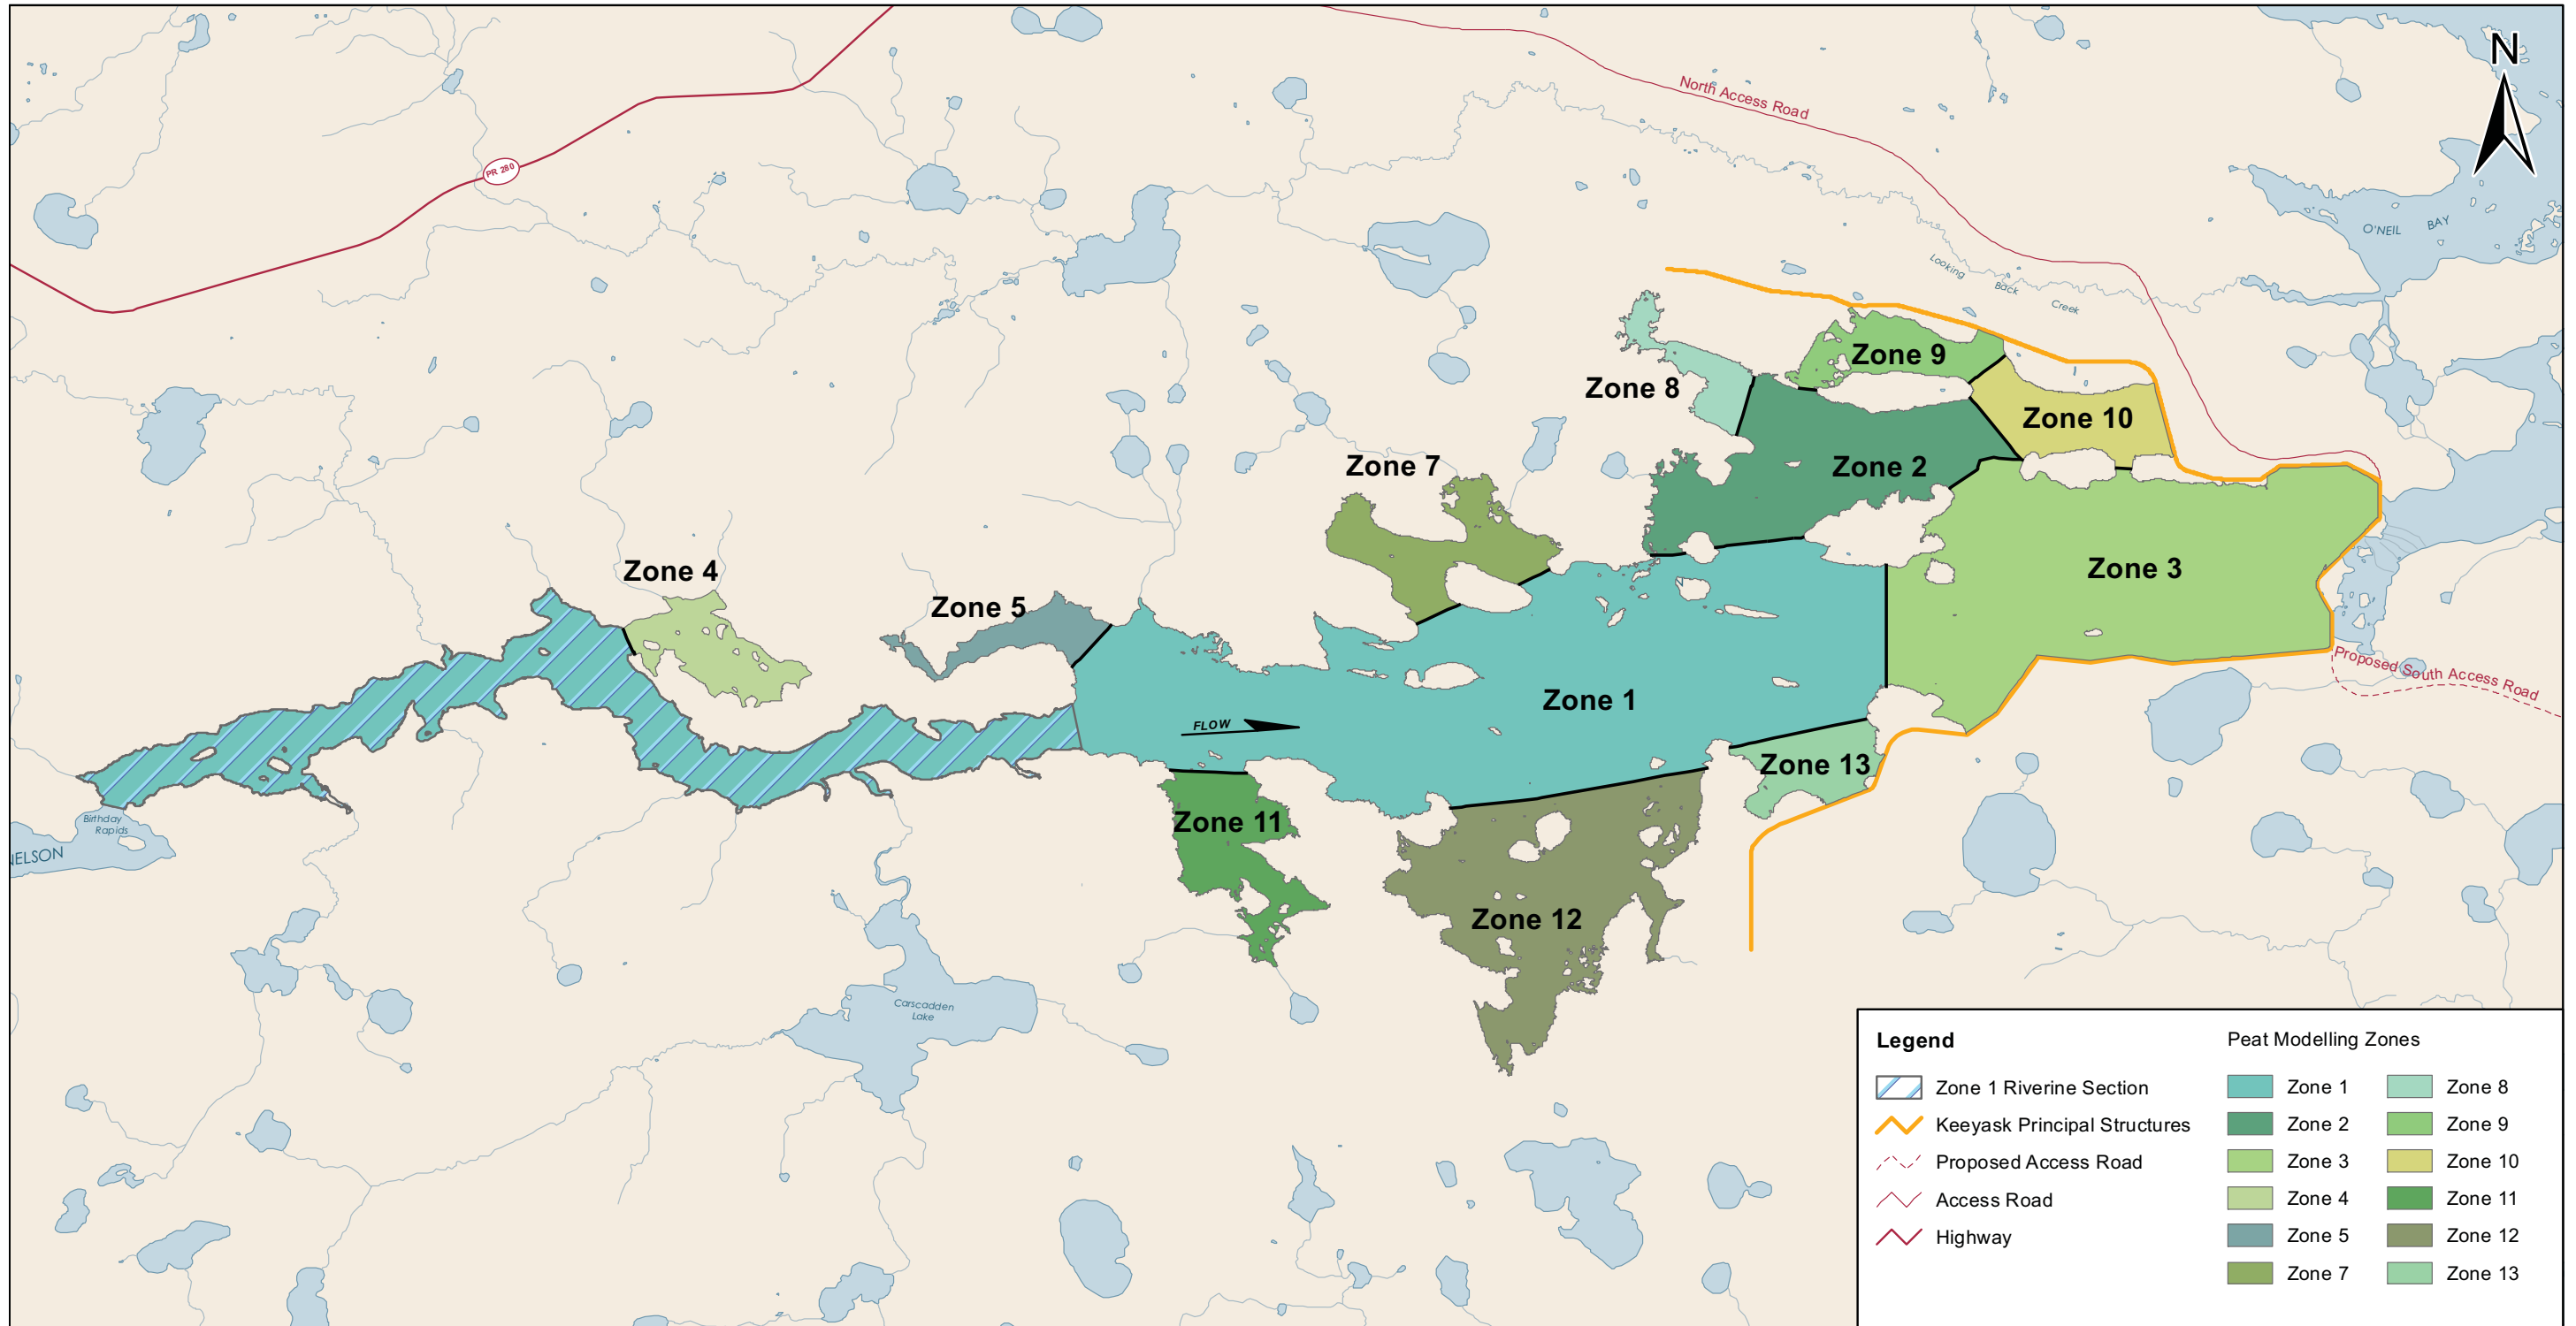 N
North Access Road
PR 280
O'NEIL BAY
Looking Back Creek
Zone 9
Zone 8
Zone 10
Zone 7
Zone 2
Zone 4
Zone 3
Zone 5
Proposed South Access Road
Zone 1
FLOW
Zone 13
Birthday
Rapids
NELSON
Zone 11
Zone 12
Carscadden
Lake
Legend
Zone 1 Riverine Section
Keeyask Principal Structures
Proposed Access Road
Access Road
Highway
Peat Modelling Zones
Zone 1
Zone 2
Zone 3
Zone 4
Zone 5
Zone 7
Zone 8
Zone 9
Zone 10
Zone 11
Zone 12
Zone 13